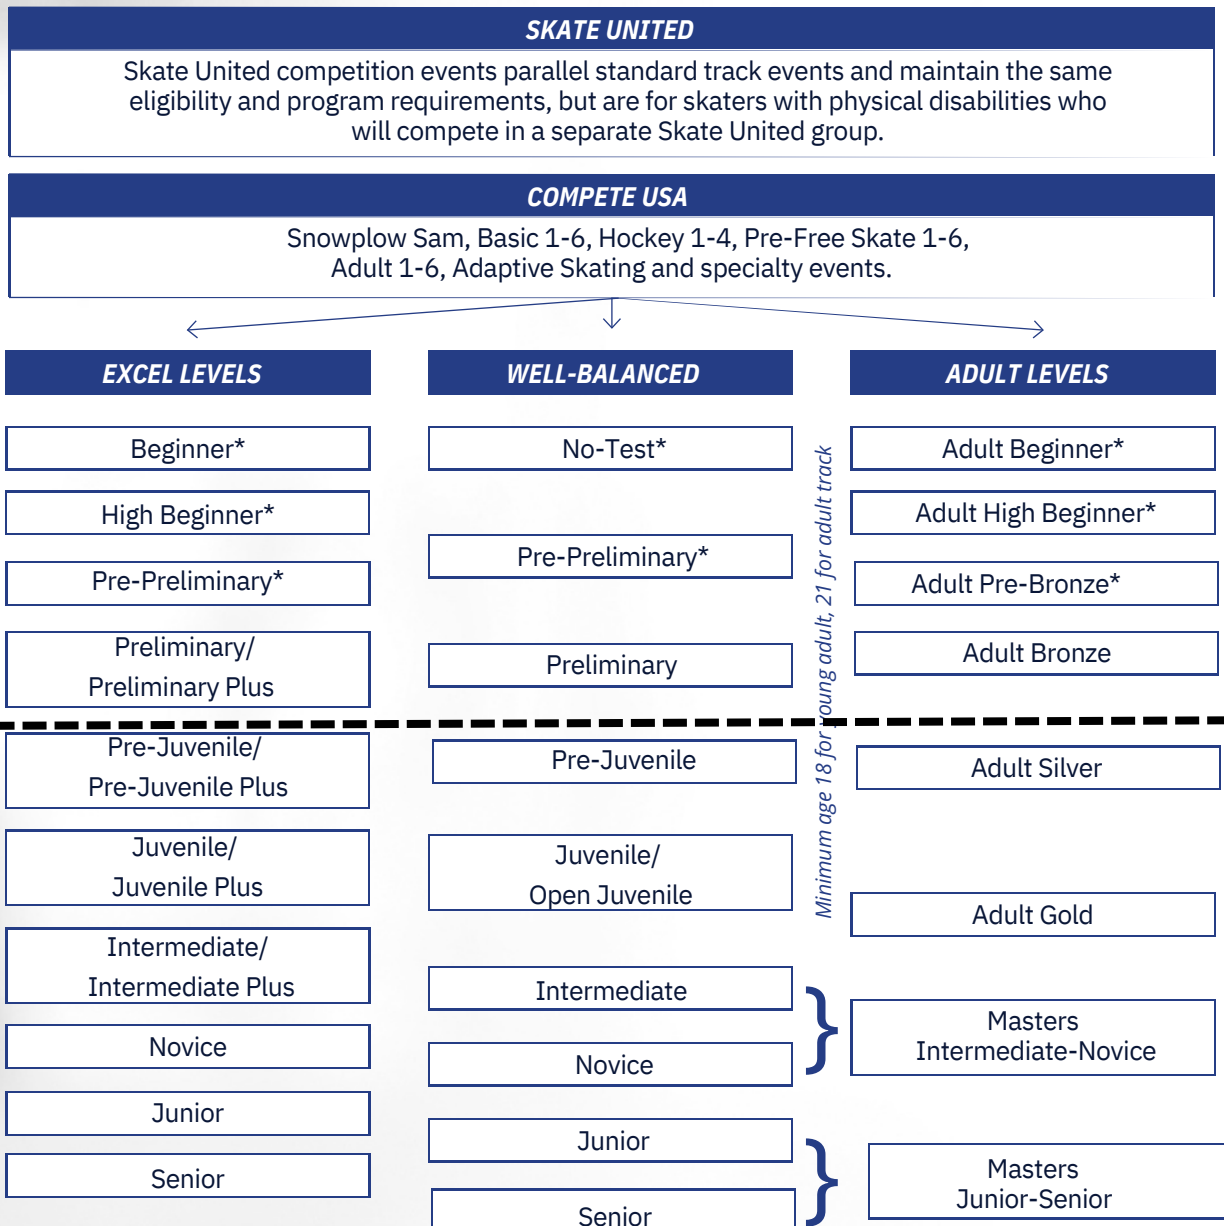 SKATE UNITED
Skate United competition events parallel standard track events and maintain the same
eligibility and program requirements, but are for skaters with physical disabilities who
will compete in a separate Skate United group.
COMPETE USA
Snowplow Sam, Basic 1-6, Hockey 1-4, Pre-Free Skate 1-6,
Adult 1-6, Adaptive Skating and specialty events.
EXCEL LEVELS
Beginner*
High Beginner*
Pre-Preliminary*
Preliminary/
Preliminary Plus
Pre-Juvenile/
Pre-Juvenile Plus
Juvenile/
Juvenile Plus
Intermediate/
Intermediate Plus
Novice
Junior
Senior
WELL-BALANCED
No-Test*
Pre-Preliminary*
Preliminary
Pre-Juvenile
Juvenile/
Open Juvenile
Intermediate
Novice
Junior
Senior
Minimum age 18 for young adult, 21 for adult track
ADULT LEVELS
Adult Beginner*
Adult High Beginner*
Adult Pre-Bronze*
Adult Bronze
Adult Silver
Adult Gold
}
Masters
Intermediate-Novice
}
Masters
Junior-Senior